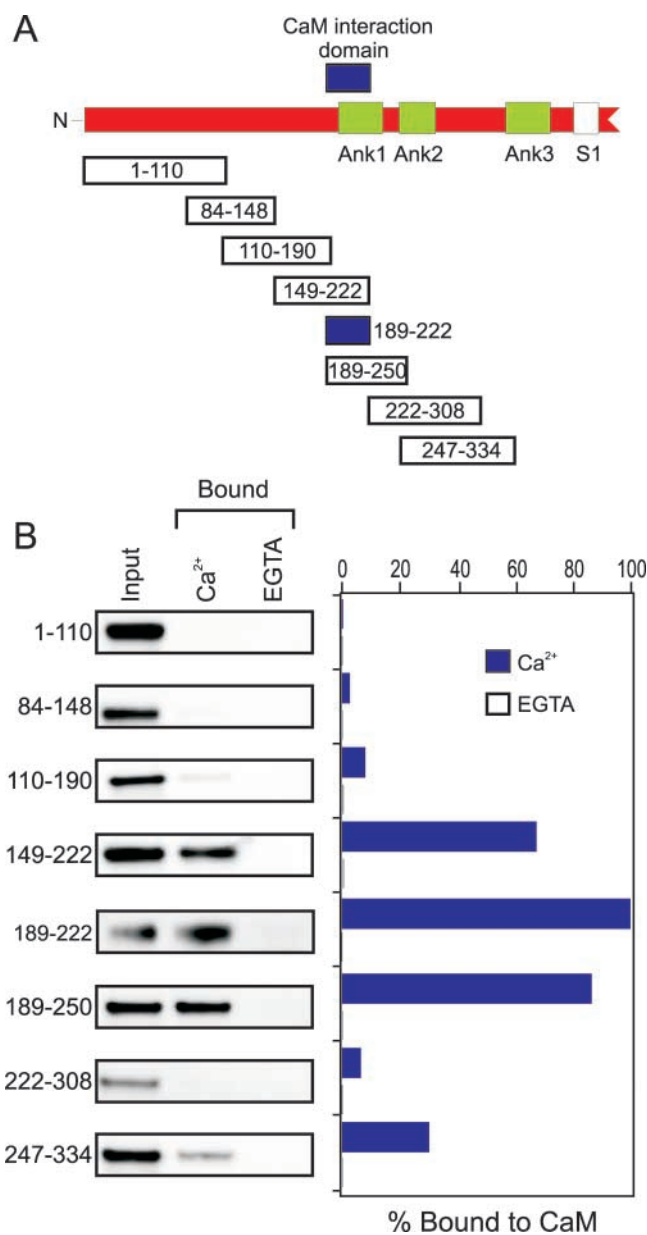 A
CaM interaction
domain
N
Ank1 Ank2 Ank3 S1
1-110
84-148
110-190
149-222
189-222
189-250
222-308
247-334
B
Bound
Input Ca²⁺ EGTA
0 20 40 60 80 100
Ca²⁺
EGTA
1-110
84-148
110-190
149-222
189-222
189-250
222-308
247-334
% Bound to CaM